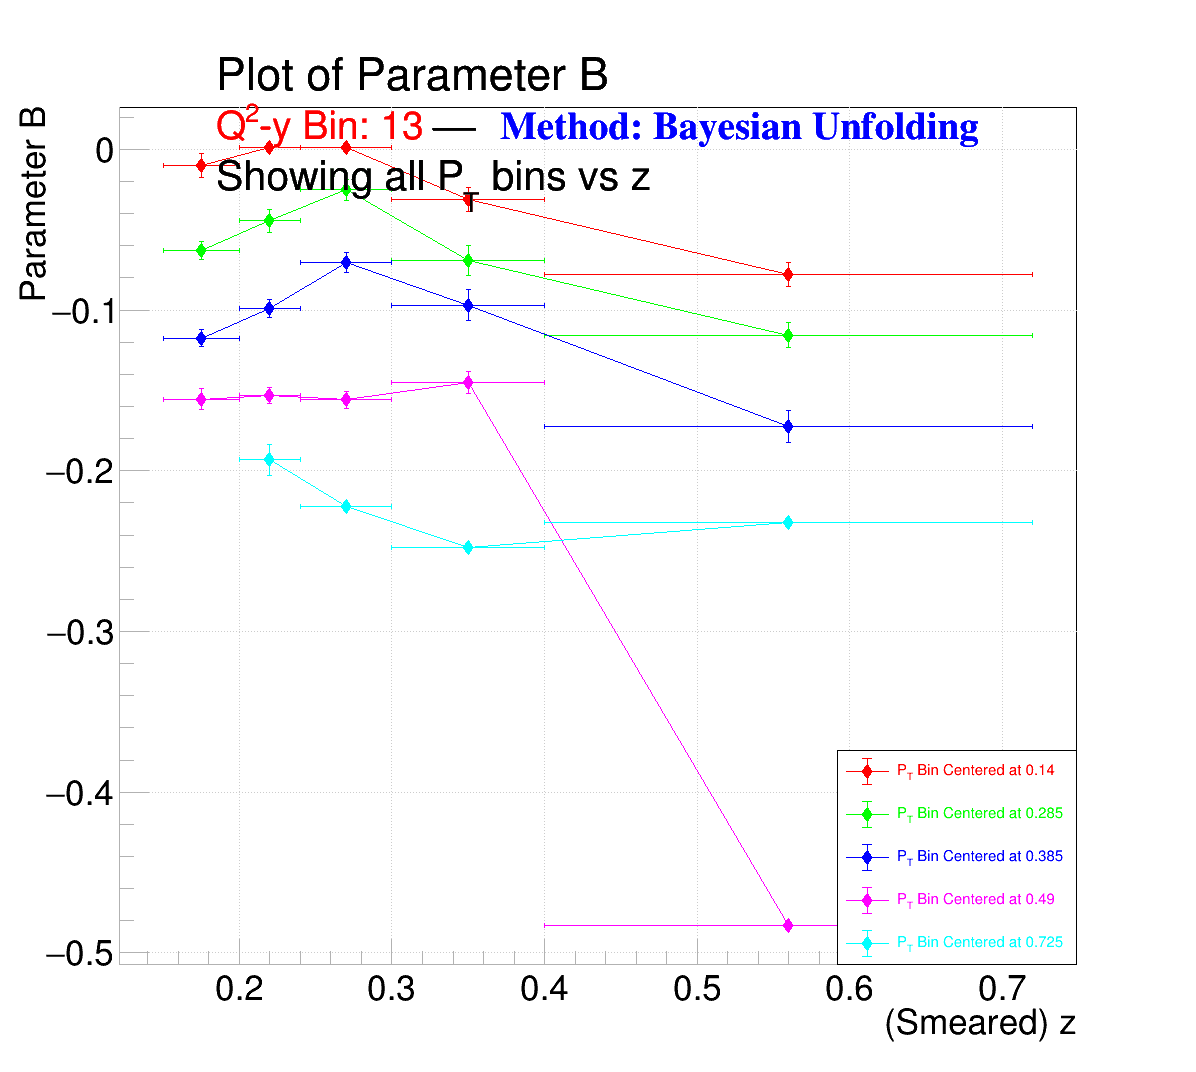 Plot of Parameter B
Q²-y Bin: 13 — Method: Bayesian Unfolding
Showing all P_T bins vs z
Parameter B
0
−0.1
−0.2
−0.3
−0.4
−0.5
P_T Bin Centered at 0.14
P_T Bin Centered at 0.285
P_T Bin Centered at 0.385
P_T Bin Centered at 0.49
P_T Bin Centered at 0.725
0.2 0.3 0.4 0.5 0.6 0.7
(Smeared) z